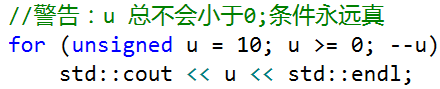 //警告：u 总不会小于0;条件永远真
for (unsigned u = 10; u >= 0; --u)
    std::cout << u << std::endl;